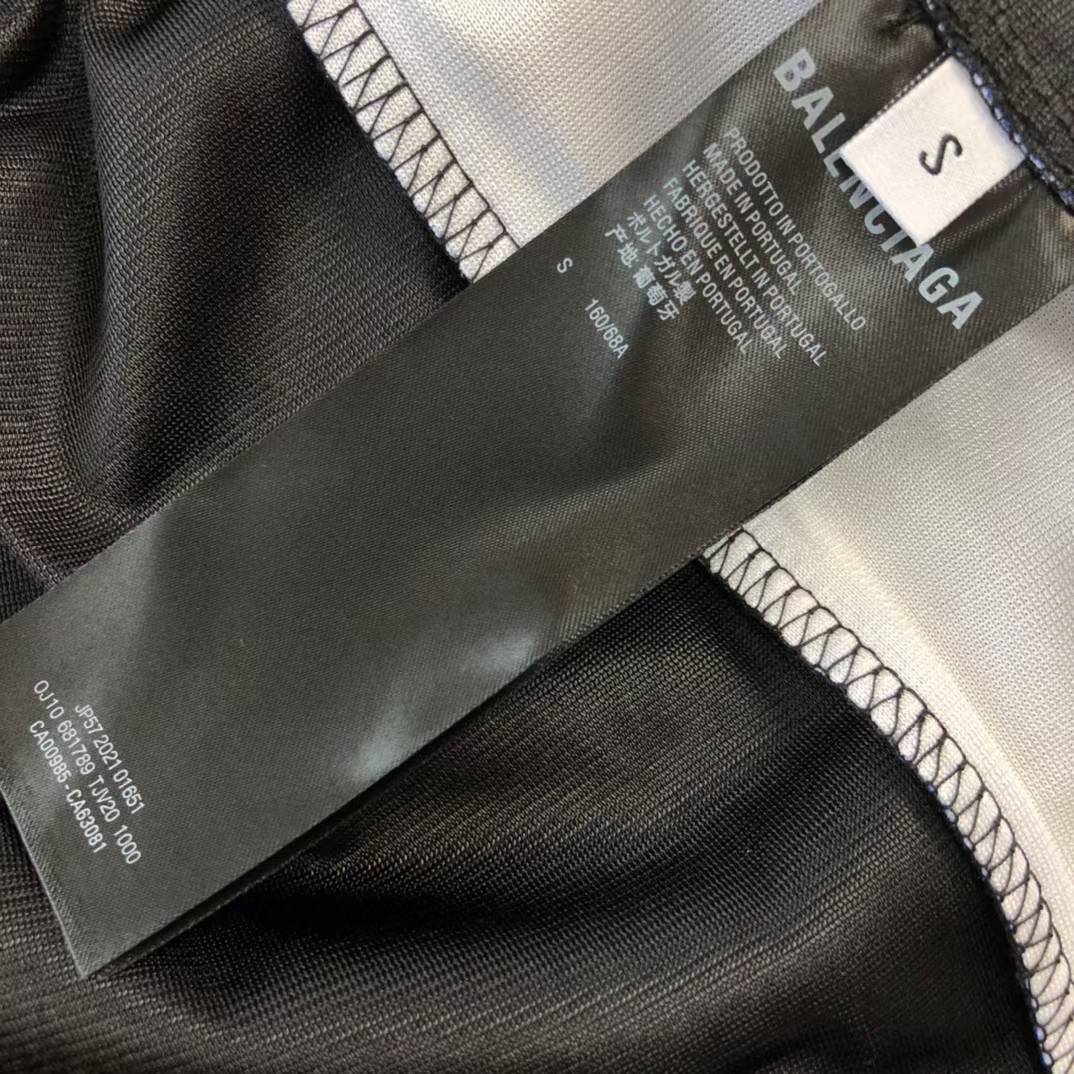 BALENCIAGA
S
PRODOTTO IN PORTOGALLO
MADE IN PORTUGAL
HERGESTELLT IN PORTUGAL
FABRIQUE EN PORTUGAL
HECHO EN PORTUGAL
ポルトガル製
产地:葡萄牙
S 160/68A
JP57 2021 01651
OJ10 681789 TJV20 1000
CA00985 - CA63081